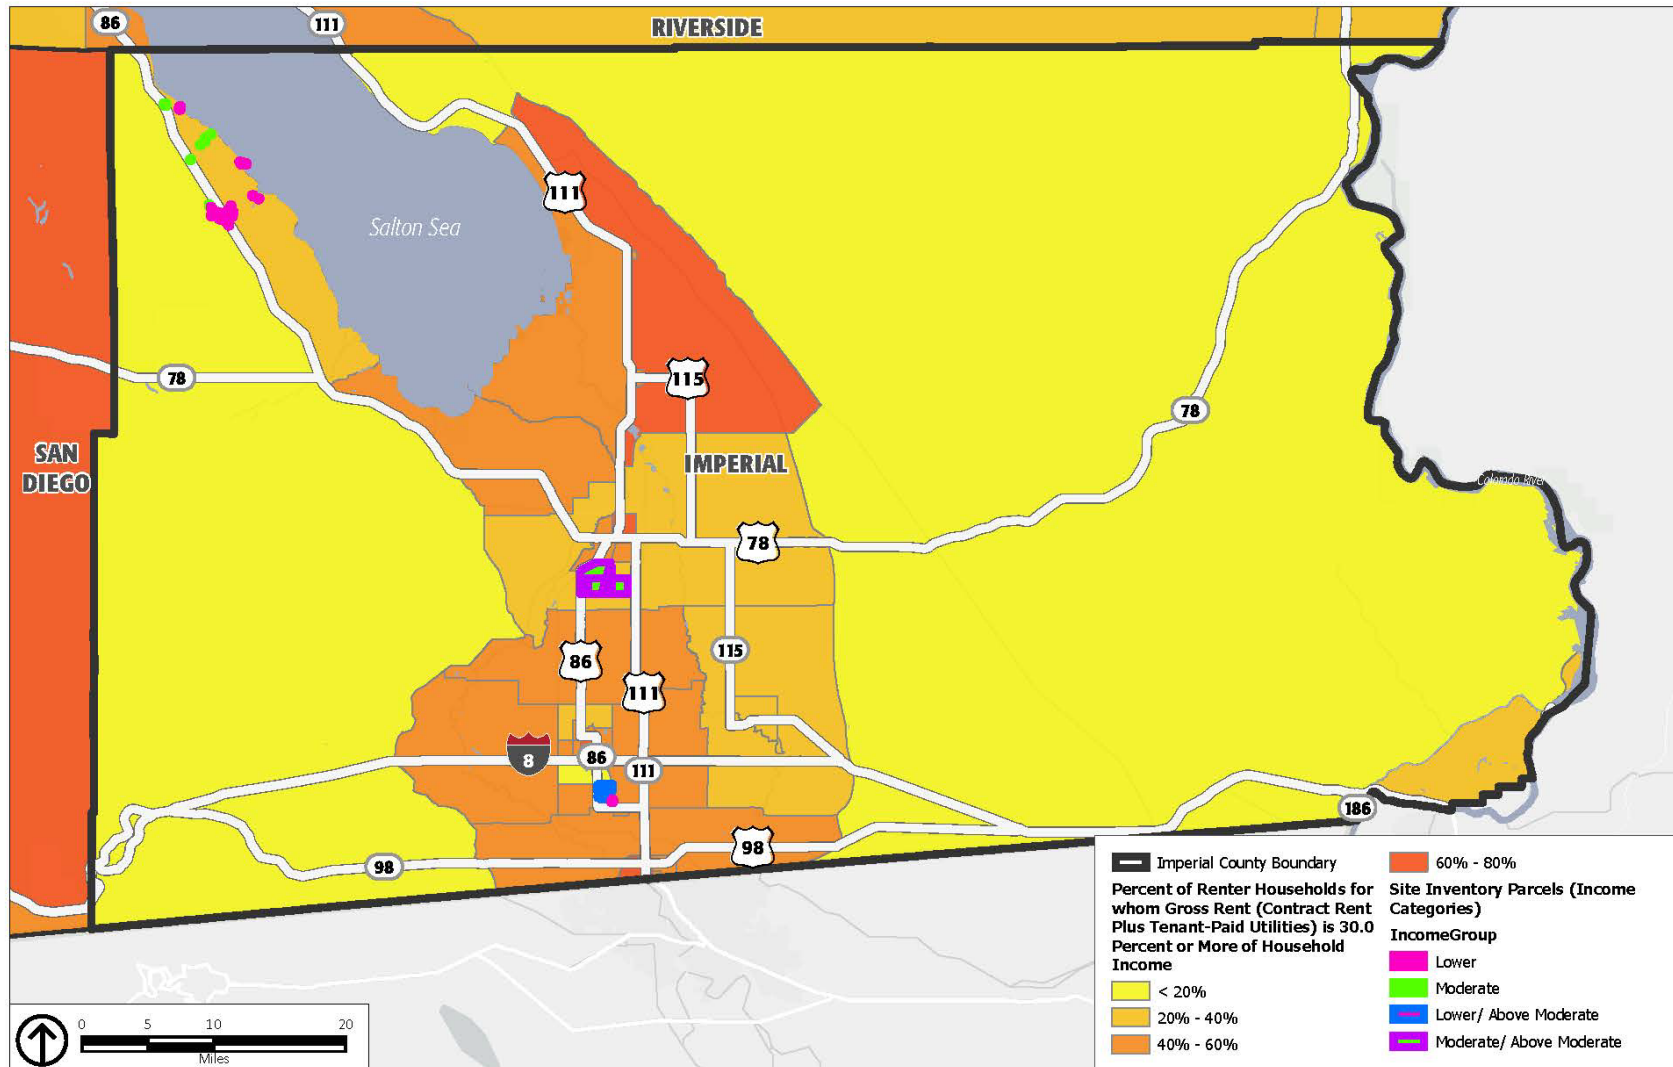 86
111
RIVERSIDE
111
Salton Sea
78
115
78
SAN
DIEGO
IMPERIAL
Colorado River
78
115
86
111
8
86
111
186
98
98
Imperial County Boundary
Percent of Renter Households for
whom Gross Rent (Contract Rent
Plus Tenant-Paid Utilities) is 30.0
Percent or More of Household
Income
< 20%
20% - 40%
40% - 60%
60% - 80%
Site Inventory Parcels (Income
Categories)
IncomeGroup
Lower
Moderate
Lower/ Above Moderate
Moderate/ Above Moderate
0 5 10 20
Miles